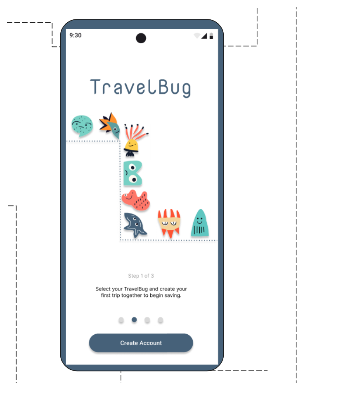 9:30
TravelBug
Step 1 of 3
Select your TravelBug and create your
first trip together to begin saving.
Create Account